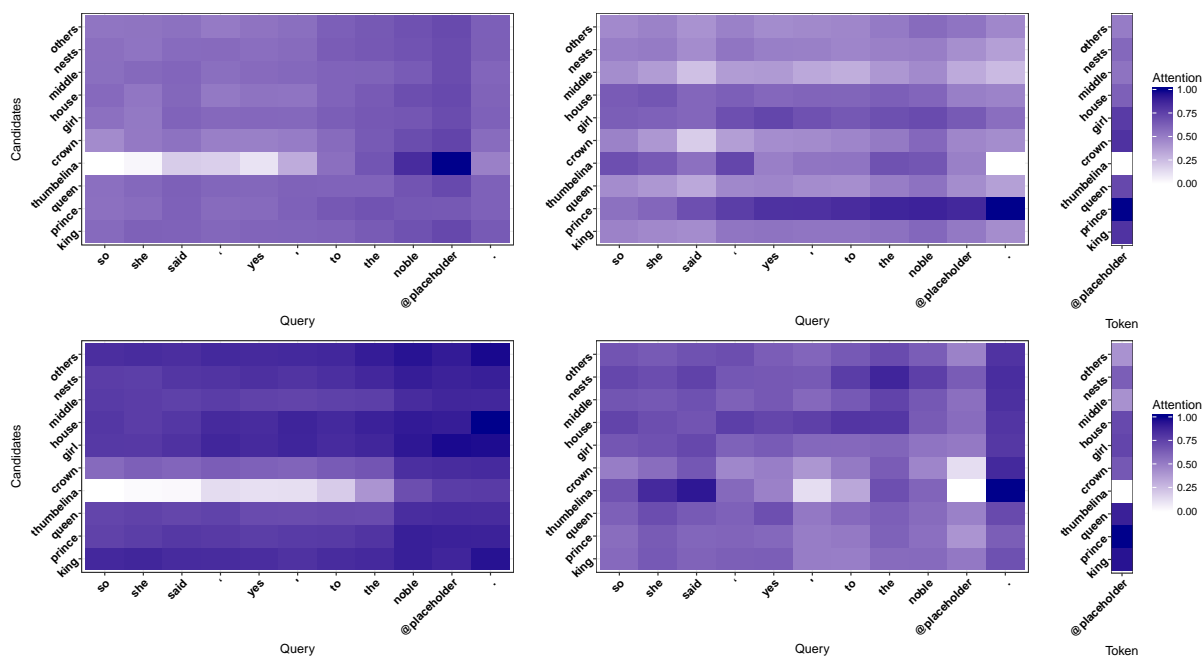 Candidates
others
nests
middle
house
girl
crown
thumbelina
queen
prince
king
so
she
said
‘
yes
’
to
the
noble
@placeholder
.
Query
others
nests
middle
house
girl
crown
thumbelina
queen
prince
king
so
she
said
‘
yes
’
to
the
noble
@placeholder
.
Query
others
nests
middle
house
girl
crown
thumbelina
queen
prince
king
@placeholder
Token
Attention
1.00
0.75
0.50
0.25
0.00
Candidates
others
nests
middle
house
girl
crown
thumbelina
queen
prince
king
so
she
said
‘
yes
’
to
the
noble
@placeholder
.
Query
others
nests
middle
house
girl
crown
thumbelina
queen
prince
king
so
she
said
‘
yes
’
to
the
noble
@placeholder
.
Query
others
nests
middle
house
girl
crown
thumbelina
queen
prince
king
@placeholder
Token
Attention
1.00
0.75
0.50
0.25
0.00